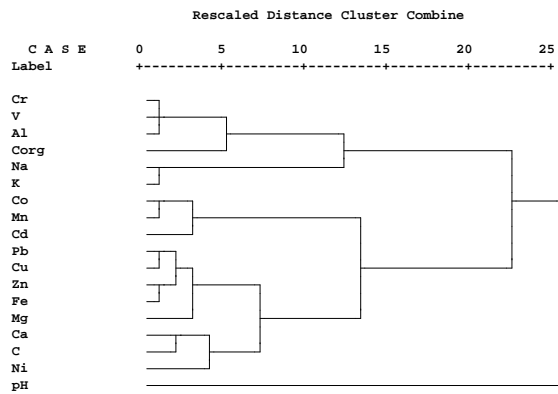 Rescaled Distance Cluster Combine
C A S E 0 5 10 15 20 25
Label +---------+---------+---------+---------+---------+
Cr
V
Al
Corg
Na
K
Co
Mn
Cd
Pb
Cu
Zn
Fe
Mg
Ca
C
Ni
pH